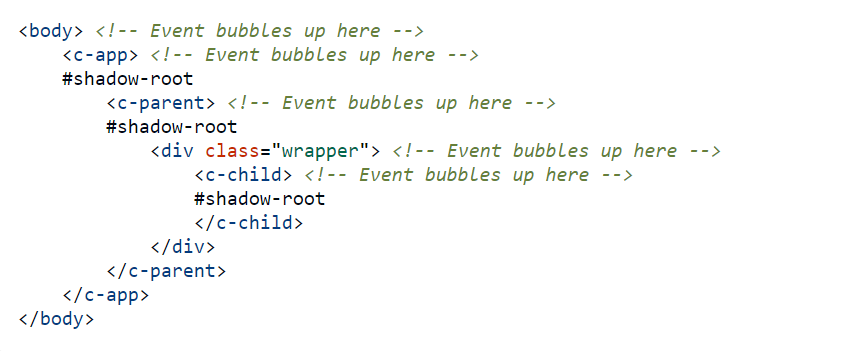 <body> <!-- Event bubbles up here -->
<c-app> <!-- Event bubbles up here -->
#shadow-root
<c-parent> <!-- Event bubbles up here -->
#shadow-root
<div class="wrapper"> <!-- Event bubbles up here -->
<c-child> <!-- Event bubbles up here -->
#shadow-root
</c-child>
</div>
</c-parent>
</c-app>
</body>